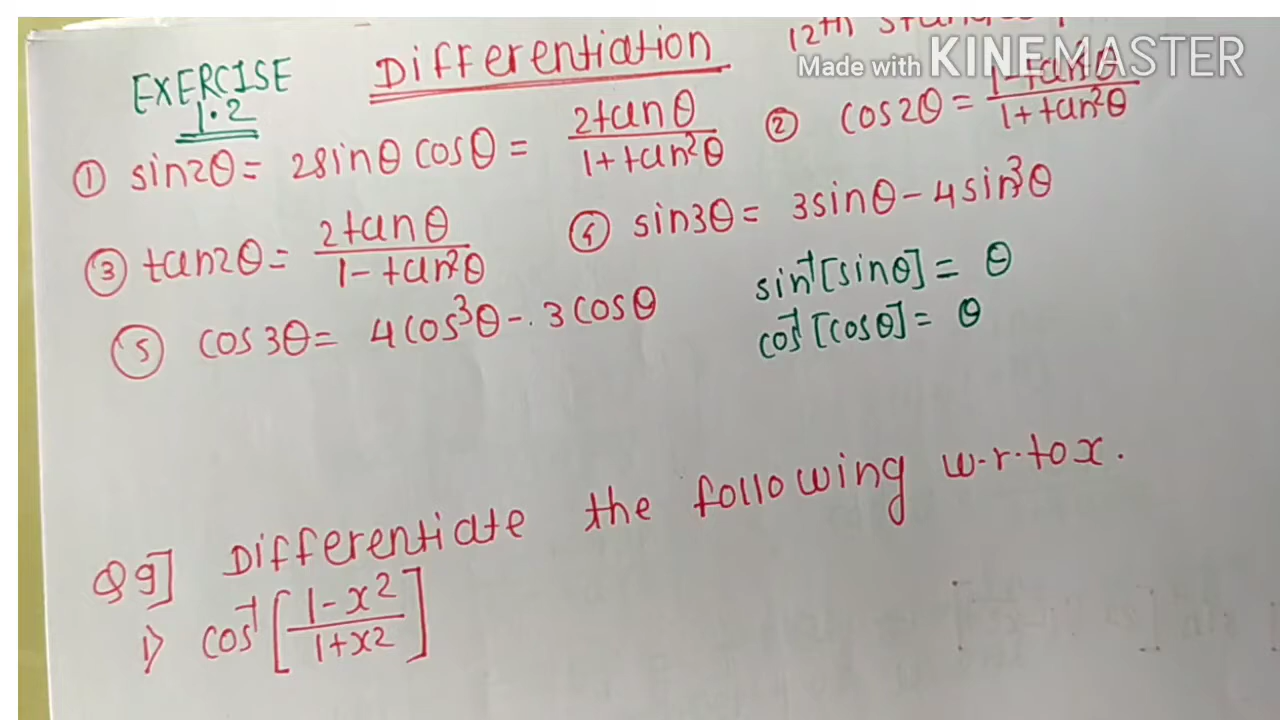 EXERCISE 1.2
Differentiation
12th
Made with KINEMASTER
① sin2θ = 2sinθ cosθ = 2tanθ / 1+tan²θ
② cos2θ = 1-tan²θ / 1+tan²θ
③ tan2θ = 2tanθ / 1-tan²θ
④ sin3θ = 3sinθ - 4sin³θ
⑤ cos3θ = 4cos³θ - 3cosθ
sin⁻¹[sinθ] = θ
cos⁻¹[cosθ] = θ
Q 9] Differentiate the following w.r.to x.
1) cos⁻¹[1-x² / 1+x²]